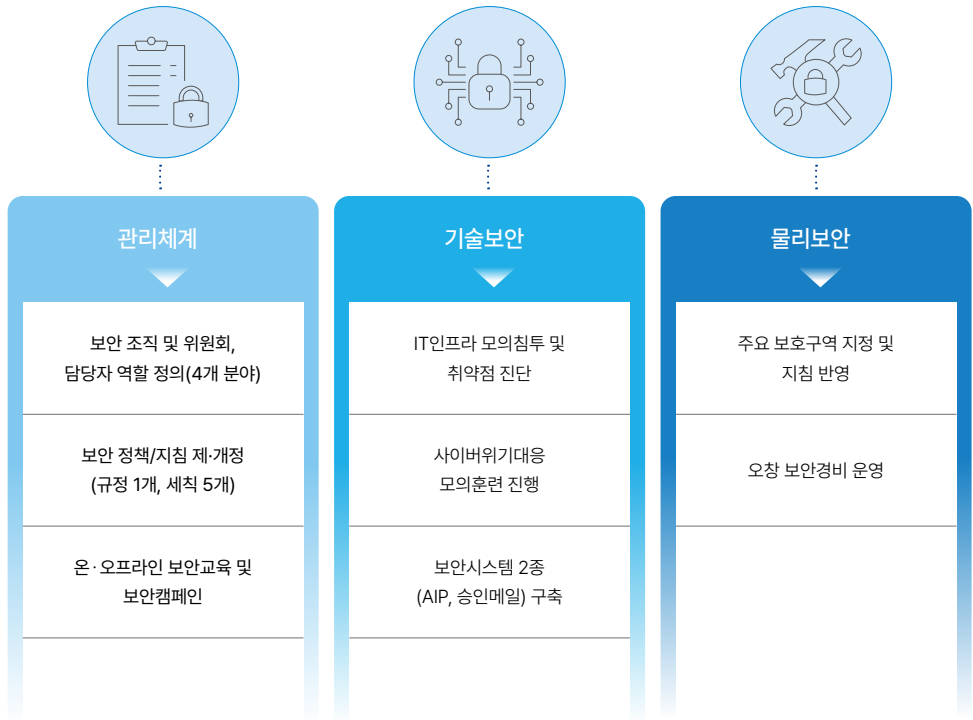 관리체계
보안 조직 및 위원회,
담당자 역할 정의(4개 분야)
보안 정책/지침 제·개정
(규정 1개, 세칙 5개)
온·오프라인 보안교육 및
보안캠페인
기술보안
IT인프라 모의침투 및
취약점 진단
사이버위기대응
모의훈련 진행
보안시스템 2종
(AIP, 승인메일) 구축
물리보안
주요 보호구역 지정 및
지침 반영
오창 보안경비 운영